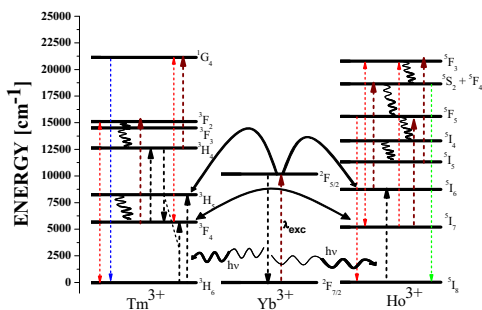 ENERGY [cm⁻¹]
25000
22500
20000
17500
15000
12500
10000
7500
5000
2500
0
¹G₄
³F₂
³F₃
³H₄
³H₅
³F₄
³H₆
Tm³⁺
²F₅/₂
λexc
hν
hν
²F₇/₂
Yb³⁺
⁵F₃
⁵S₂ + ⁵F₄
⁵F₅
⁵I₄
⁵I₅
⁵I₆
⁵I₇
⁵I₈
Ho³⁺